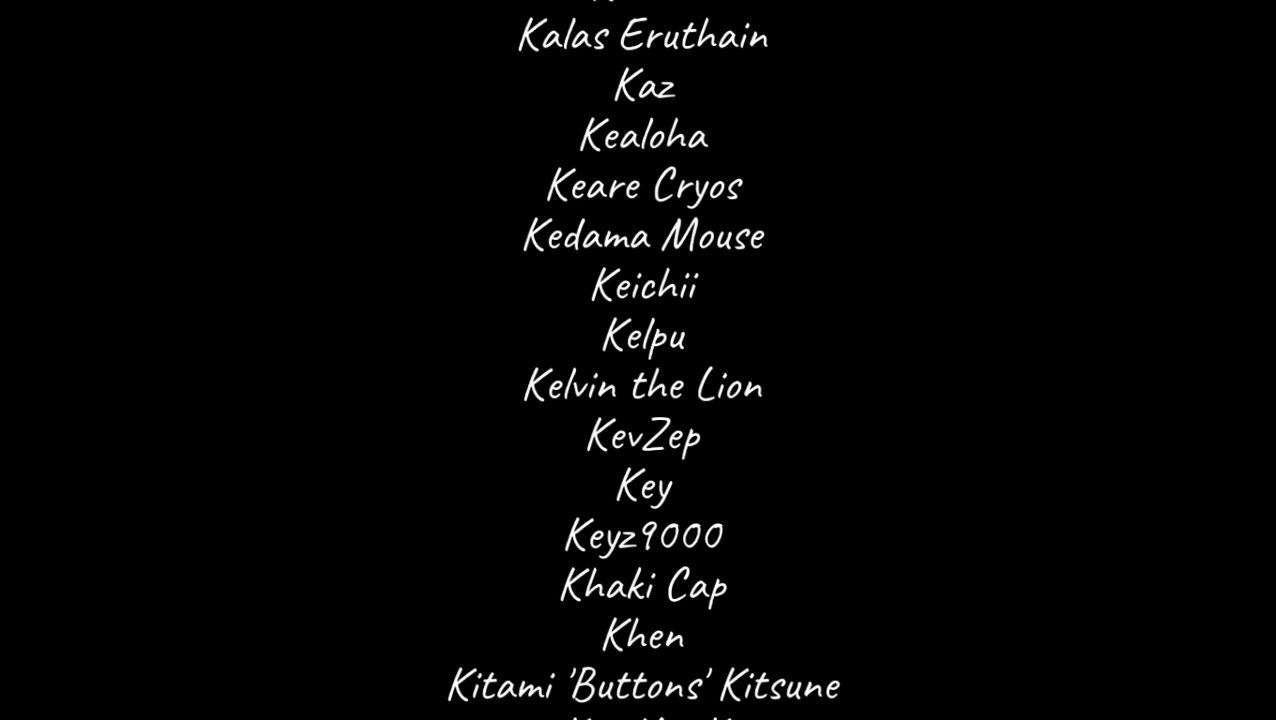 Kalas Eruthain
Kaz
Kealoha
Keare Cryos
Kedama Mouse
Keichii
Kelpu
Kelvin the Lion
KevZep
Key
Keyz9000
Khaki Cap
Khen
Kitami 'Buttons' Kitsune